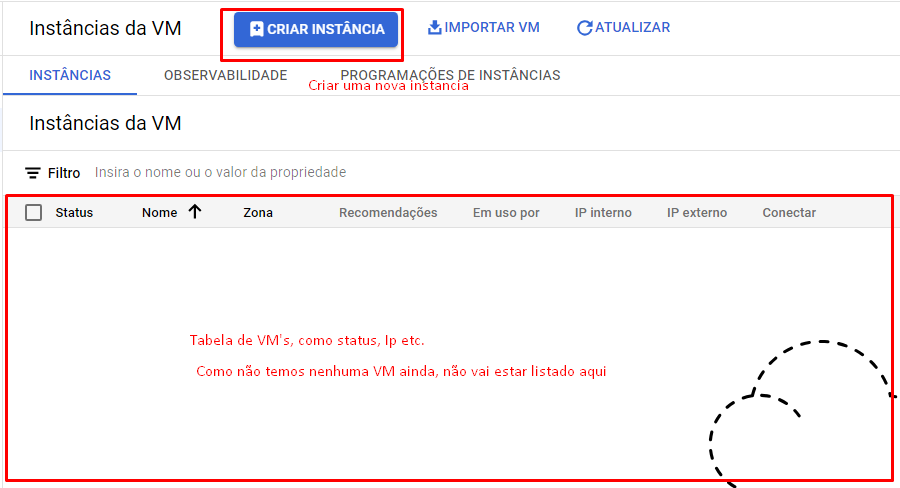 Instâncias da VM CRIAR INSTÂNCIA IMPORTAR VM ATUALIZAR
INSTÂNCIAS OBSERVABILIDADE PROGRAMAÇÕES DE INSTÂNCIAS
Criar uma nova instancia
Instâncias da VM
Filtro Insira o nome ou o valor da propriedade
Status Nome Zona Recomendações Em uso por IP interno IP externo Conectar
Tabela de VM's, como status, Ip etc.
Como não temos nenhuma VM ainda, não vai estar listado aqui